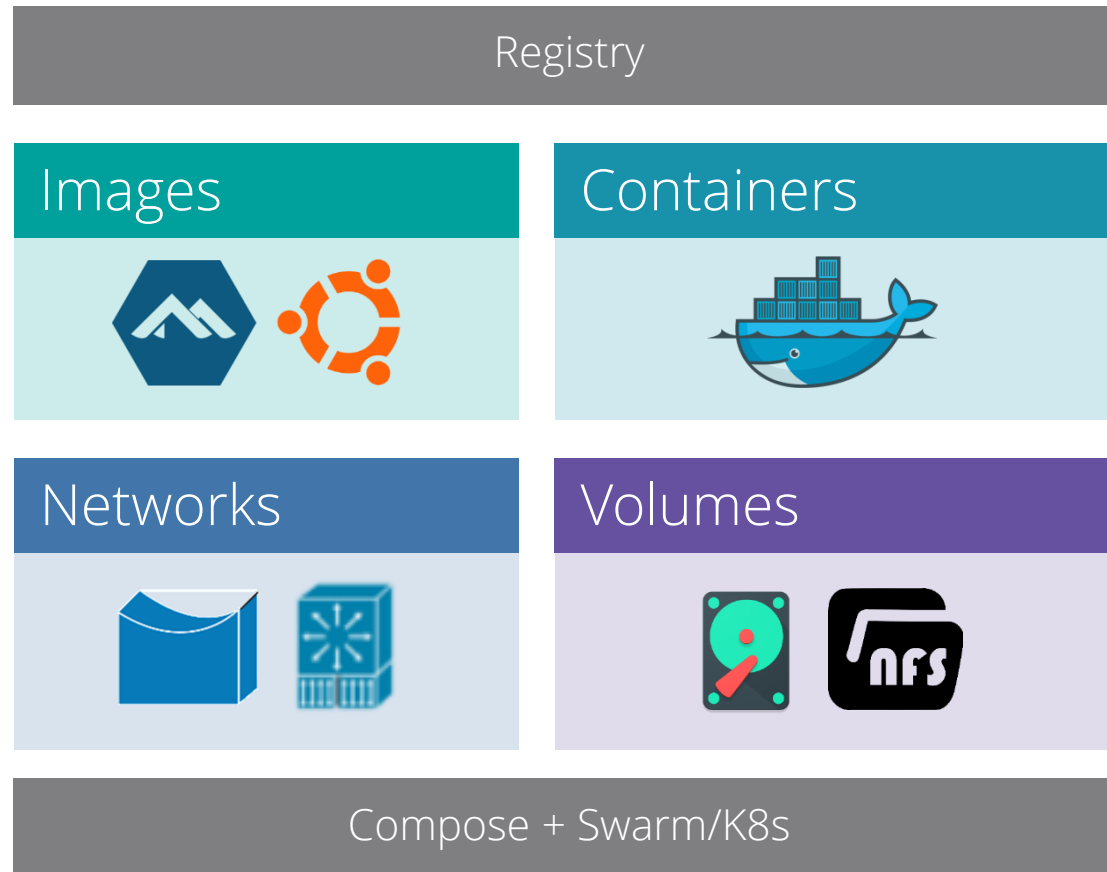 Registry
Images
Containers
Networks
Volumes
nfs
Compose + Swarm/K8s